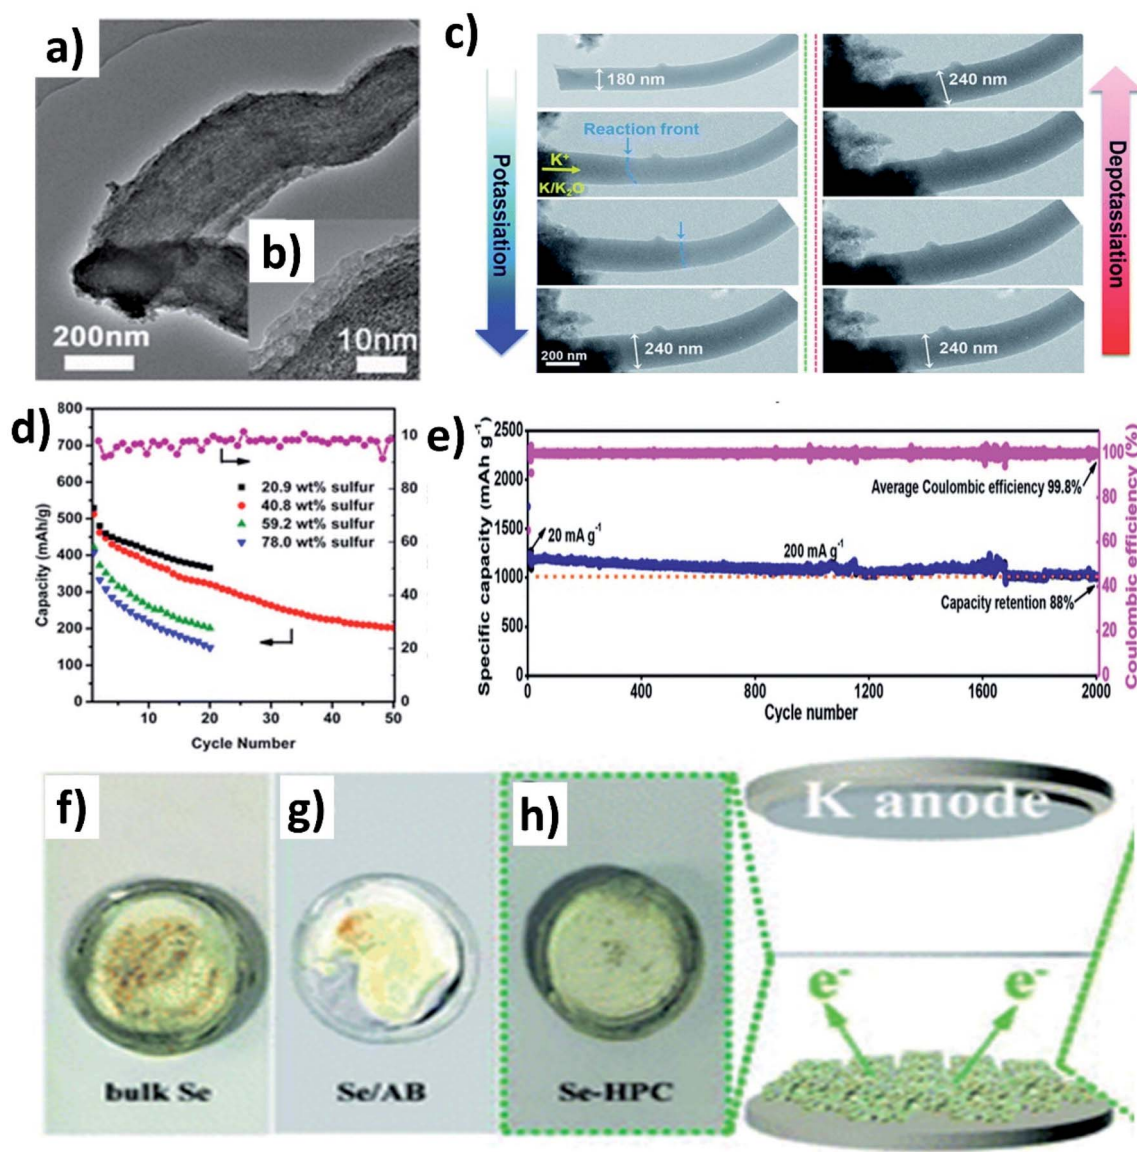 a)
200nm
b)
10nm
c)
Potassiation
180 nm
240 nm
Reaction front
K⁺
K/K₂O
240 nm
200 nm
240 nm
Depotassiation
d)
Capacity (mAh/g)
800
700
600
500
400
300
200
100
0
20.9 wt% sulfur
40.8 wt% sulfur
59.2 wt% sulfur
78.0 wt% sulfur
100
80
60
40
20
0
10 20 30 40 50
Cycle Number
e)
Specific capacity (mAh g⁻¹)
2500
2250
2000
1750
1500
1250
1000
750
500
250
0
Average Coulombic efficiency 99.8%
20 mA g⁻¹
200 mA g⁻¹
Capacity retention 88%
100
80
60
40
20
0
Coulombic efficiency (%)
0 400 800 1200 1600 2000
Cycle number
f)
bulk Se
g)
Se/AB
h)
Se-HPC
K anode
e⁻ e⁻